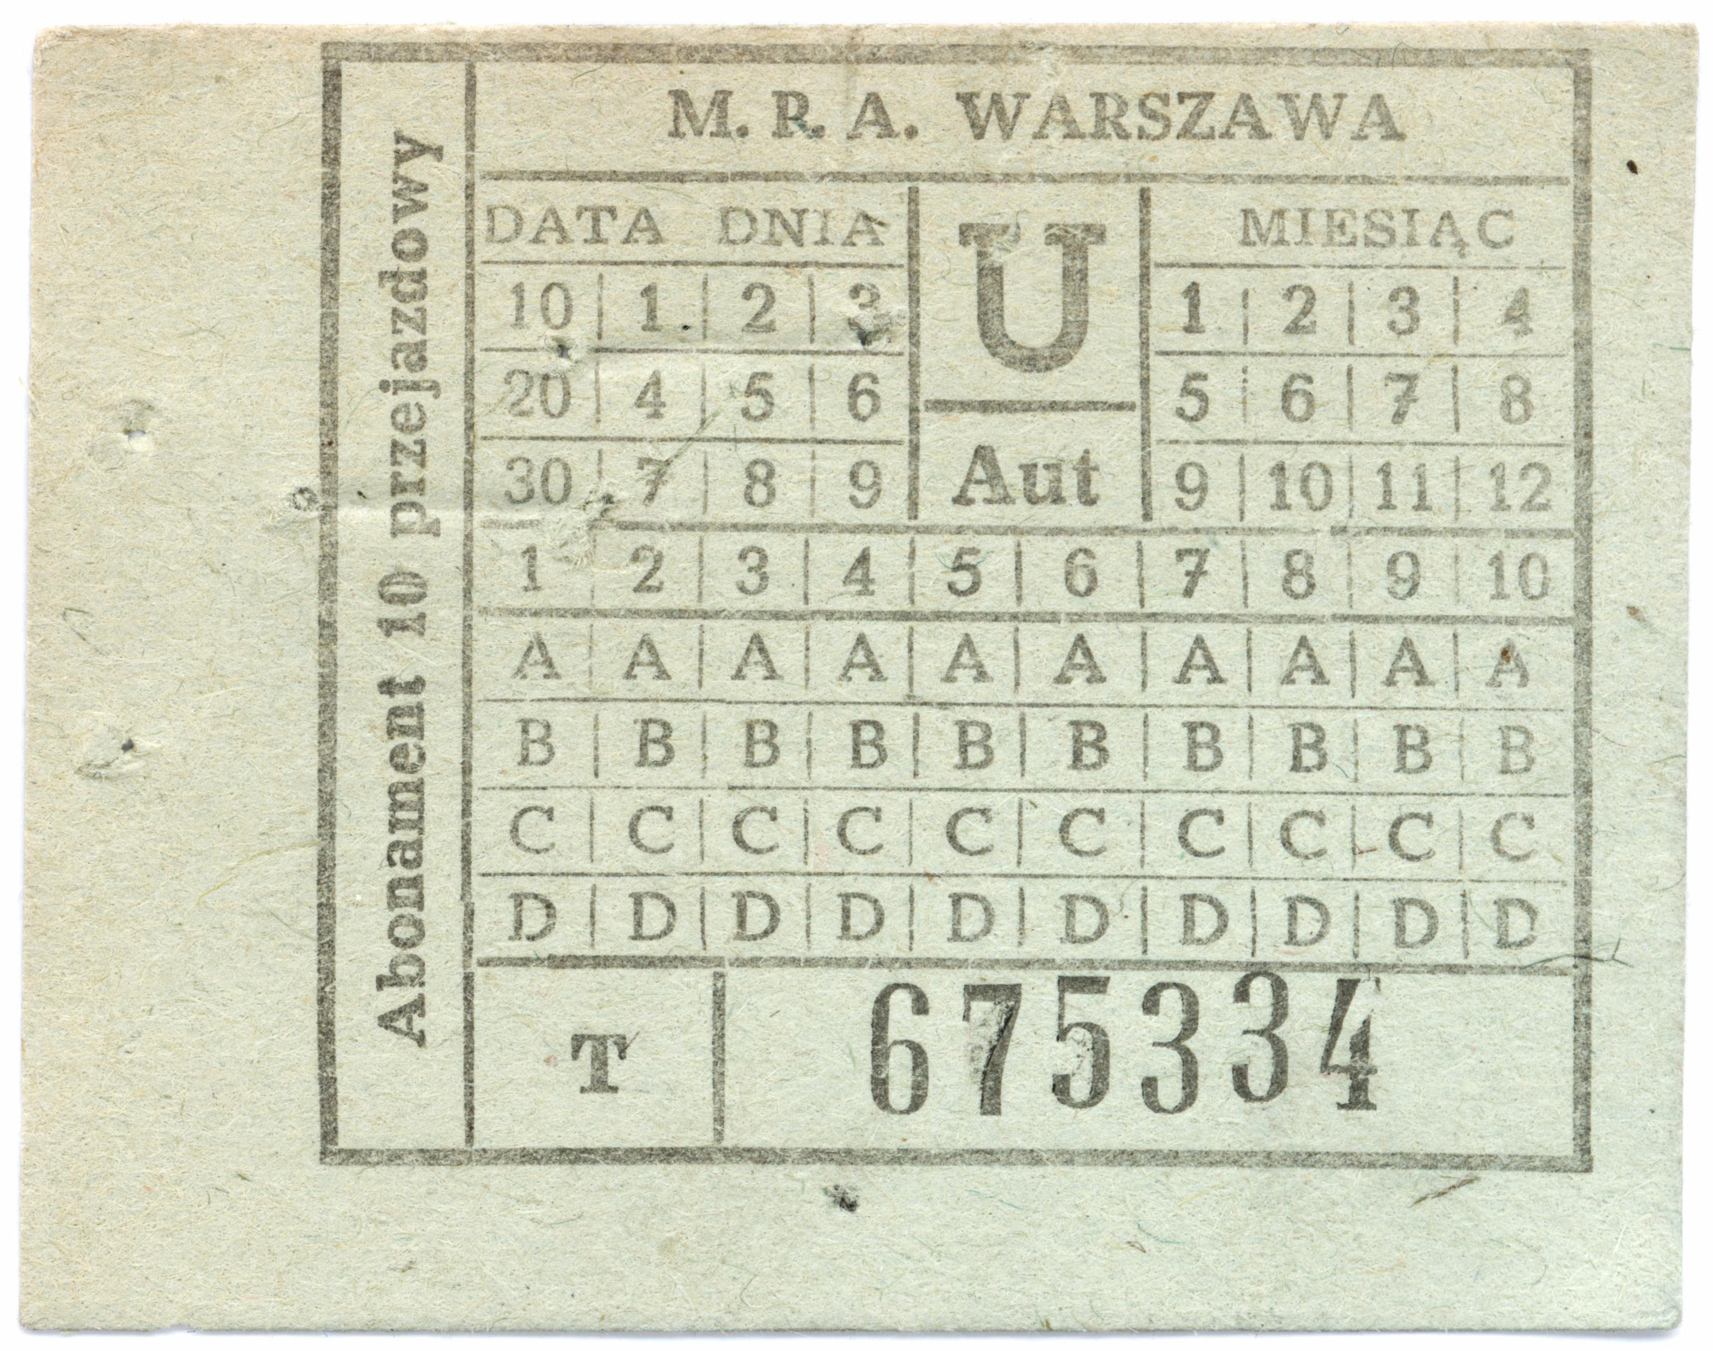 M. R. A. WARSZAWA
Abonament 10 przejazdowy
DATA DNIA
U
MIESIĄC
10 1 2 3
1 2 3 4
20 4 5 6
5 6 7 8
30 7 8 9
Aut
9 10 11 12
1 2 3 4 5 6 7 8 9 10
A A A A A A A A A A
B B B B B B B B B B
C C C C C C C C C C
D D D D D D D D D D
T 675334